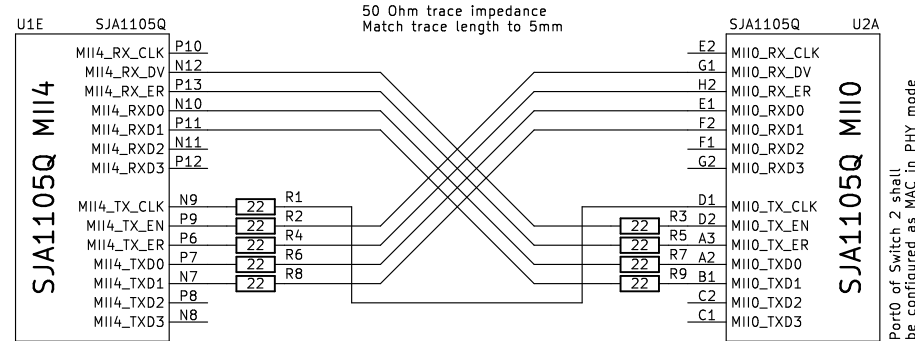 50 Ohm trace impedance
Match trace length to 5mm
U1E SJA1105Q
SJA1105Q MII4
MII4_RX_CLK P10
MII4_RX_DV N12
MII4_RX_ER P13
MII4_RXD0 N10
MII4_RXD1 P11
MII4_RXD2 N11
MII4_RXD3 P12
MII4_TX_CLK N9
MII4_TX_EN P9
MII4_TX_ER P6
MII4_TXD0 P7
MII4_TXD1 N7
MII4_TXD2 P8
MII4_TXD3 N8
22 R1
22 R2
22 R4
22 R6
22 R8
22 R3
22 R5
22 R7
22 R9
SJA1105Q U2A
E2 MII0_RX_CLK
G1 MII0_RX_DV
H2 MII0_RX_ER
E1 MII0_RXD0
F2 MII0_RXD1
F1 MII0_RXD2
G2 MII0_RXD3
D1 MII0_TX_CLK
D2 MII0_TX_EN
A3 MII0_TX_ER
A2 MII0_TXD0
B1 MII0_TXD1
C2 MII0_TXD2
C1 MII0_TXD3
SJA1105Q MII0
Port0 of Switch 2 shall
be configured as MAC in PHY mode